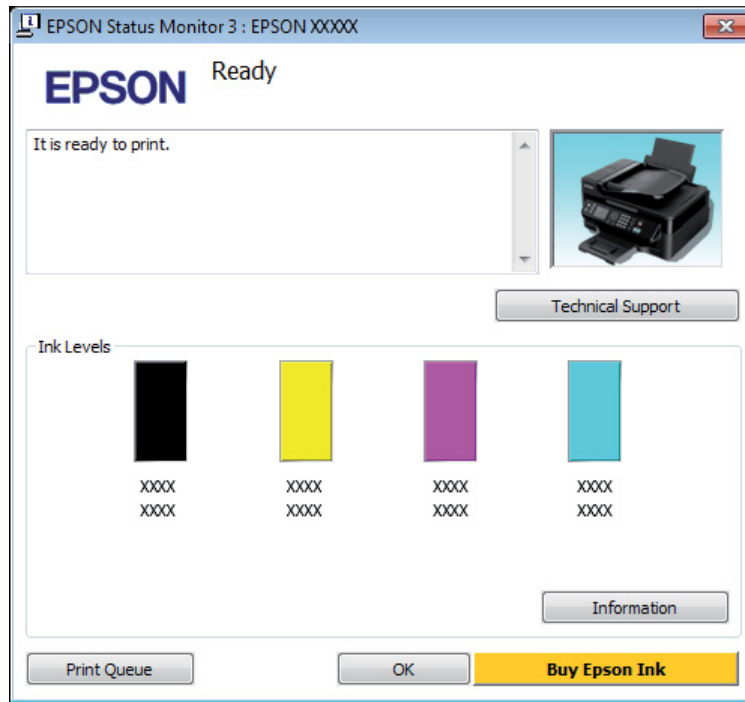 EPSON Status Monitor 3 : EPSON XXXXX
EPSON
Ready
It is ready to print.
Technical Support
Ink Levels
XXXX XXXX XXXX XXXX
XXXX XXXX XXXX XXXX
Information
Print Queue OK Buy Epson Ink